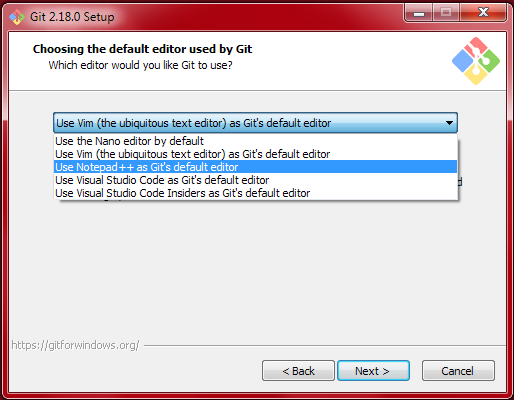 Git 2.18.0 Setup
Choosing the default editor used by Git
Which editor would you like Git to use?
Use Vim (the ubiquitous text editor) as Git's default editor
Use the Nano editor by default
Use Vim (the ubiquitous text editor) as Git's default editor
Use Notepad++ as Git's default editor
Use Visual Studio Code as Git's default editor
Use Visual Studio Code Insiders as Git's default editor
https://gitforwindows.org/
< Back
Next >
Cancel